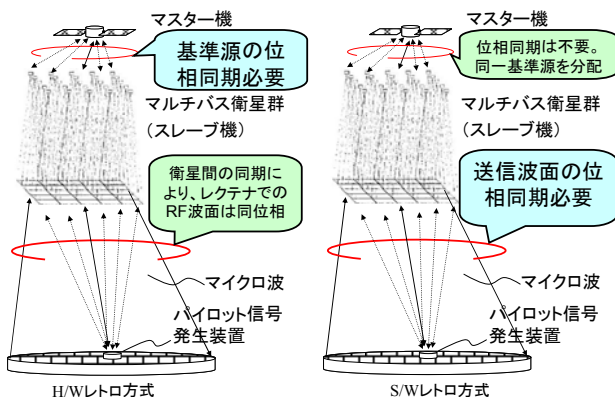 マスター機
基準源の位
相同期必要
マルチバス衛星群
(スレーブ機)
衛星間の同期に
より、レクテナでの
RF波面は同位相
マイクロ波
パイロット信号
発生装置
H/Wレトロ方式
マスター機
位相同期は不要。
同一基準源を分配
マルチバス衛星群
(スレーブ機)
送信波面の位
相同期必要
マイクロ波
パイロット信号
発生装置
S/Wレトロ方式